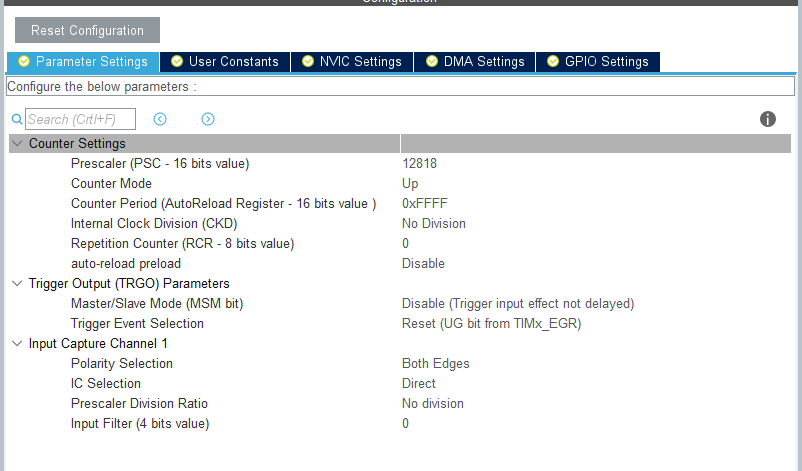 Configuration
Reset Configuration
Parameter Settings User Constants NVIC Settings DMA Settings GPIO Settings
Configure the below parameters :
Search (Crtl+F)
Counter Settings
Prescaler (PSC - 16 bits value) 12818
Counter Mode Up
Counter Period (AutoReload Register - 16 bits value ) 0xFFFF
Internal Clock Division (CKD) No Division
Repetition Counter (RCR - 8 bits value) 0
auto-reload preload Disable
Trigger Output (TRGO) Parameters
Master/Slave Mode (MSM bit) Disable (Trigger input effect not delayed)
Trigger Event Selection Reset (UG bit from TIMx_EGR)
Input Capture Channel 1
Polarity Selection Both Edges
IC Selection Direct
Prescaler Division Ratio No division
Input Filter (4 bits value) 0